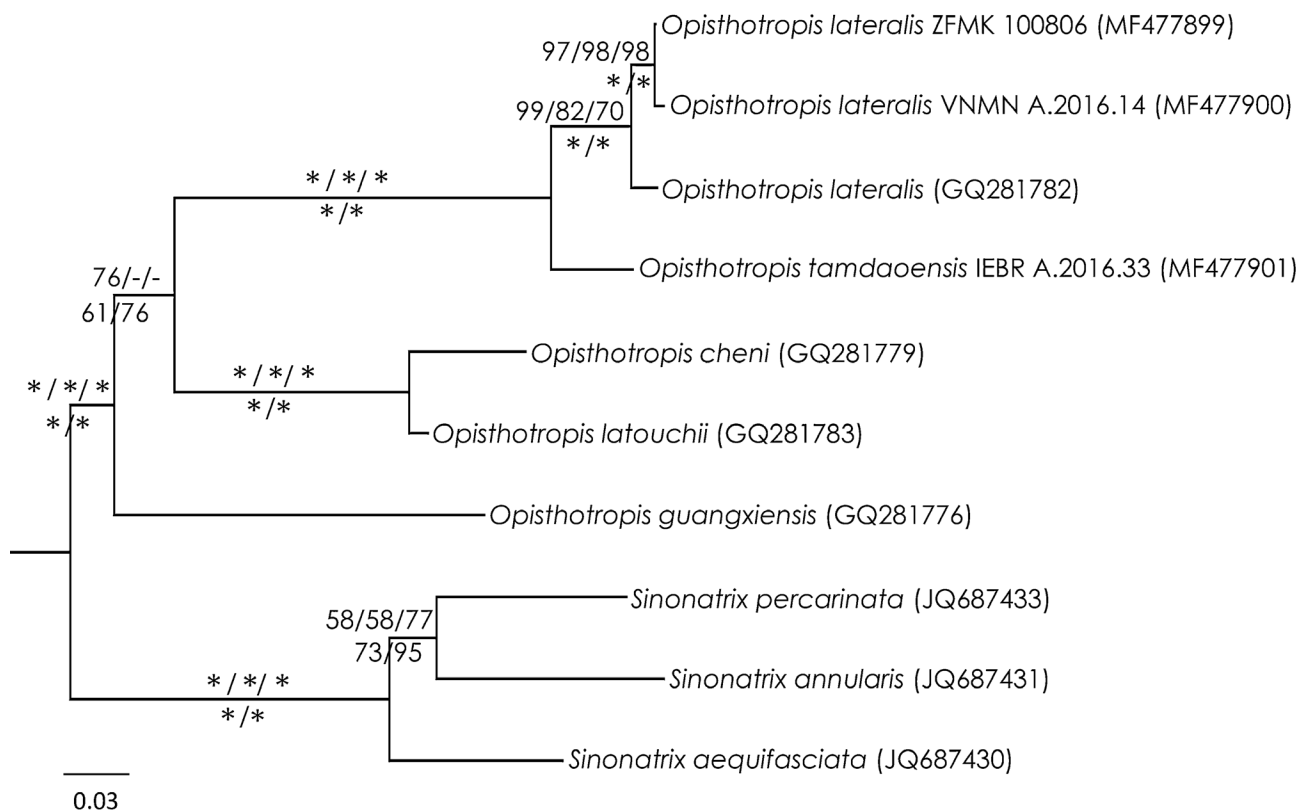 Opisthotropis lateralis ZFMK 100806 (MF477899)
97/98/98
*/*
Opisthotropis lateralis VNMN A.2016.14 (MF477900)
99/82/70
*/*
*/*/*
*/*
Opisthotropis lateralis (GQ281782)
Opisthotropis tamdaoensis IEBR A.2016.33 (MF477901)
76/-/-
61/76
Opisthotropis cheni (GQ281779)
*/*/*
*/*
*/*/*
*/*
Opisthotropis latouchii (GQ281783)
Opisthotropis guangxiensis (GQ281776)
Sinonatrix percarinata (JQ687433)
58/58/77
73/95
Sinonatrix annularis (JQ687431)
*/*/*
*/*
Sinonatrix aequifasciata (JQ687430)
0.03